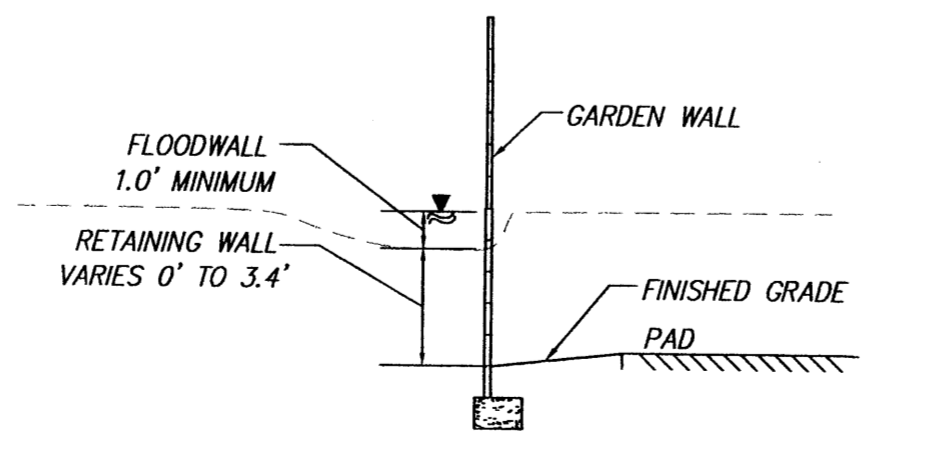 GARDEN WALL
FLOODWALL
1.0' MINIMUM
RETAINING WALL
VARIES 0' TO 3.4'
FINISHED GRADE
PAD